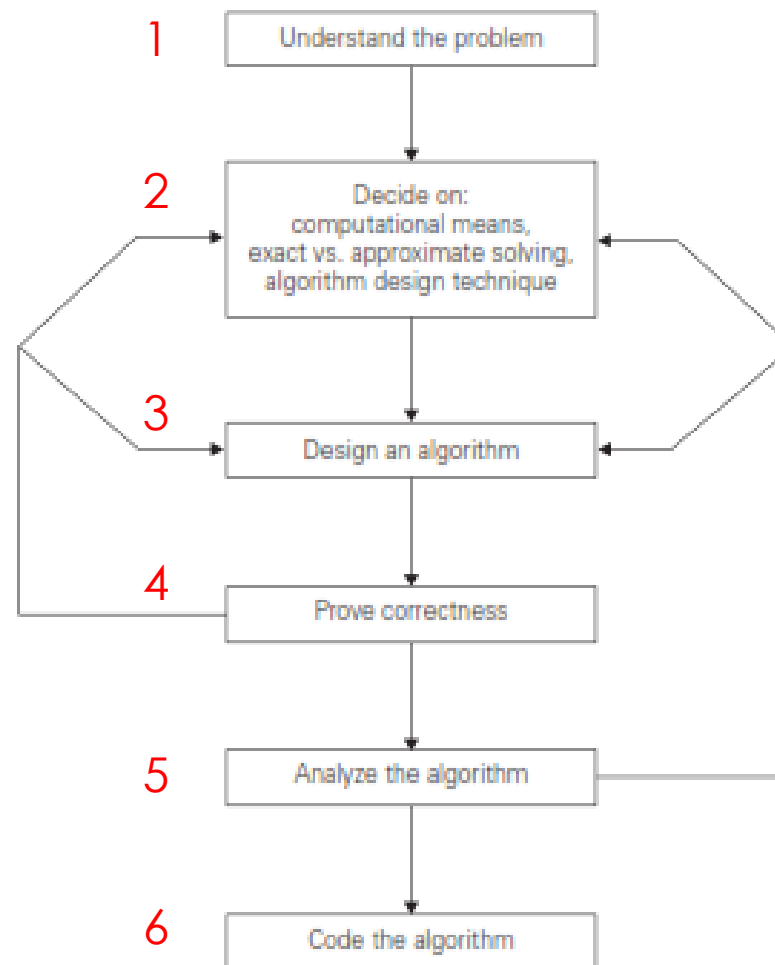 1
Understand the problem
2
Decide on:
computational means,
exact vs. approximate solving,
algorithm design technique
3
Design an algorithm
4
Prove correctness
5
Analyze the algorithm
6
Code the algorithm